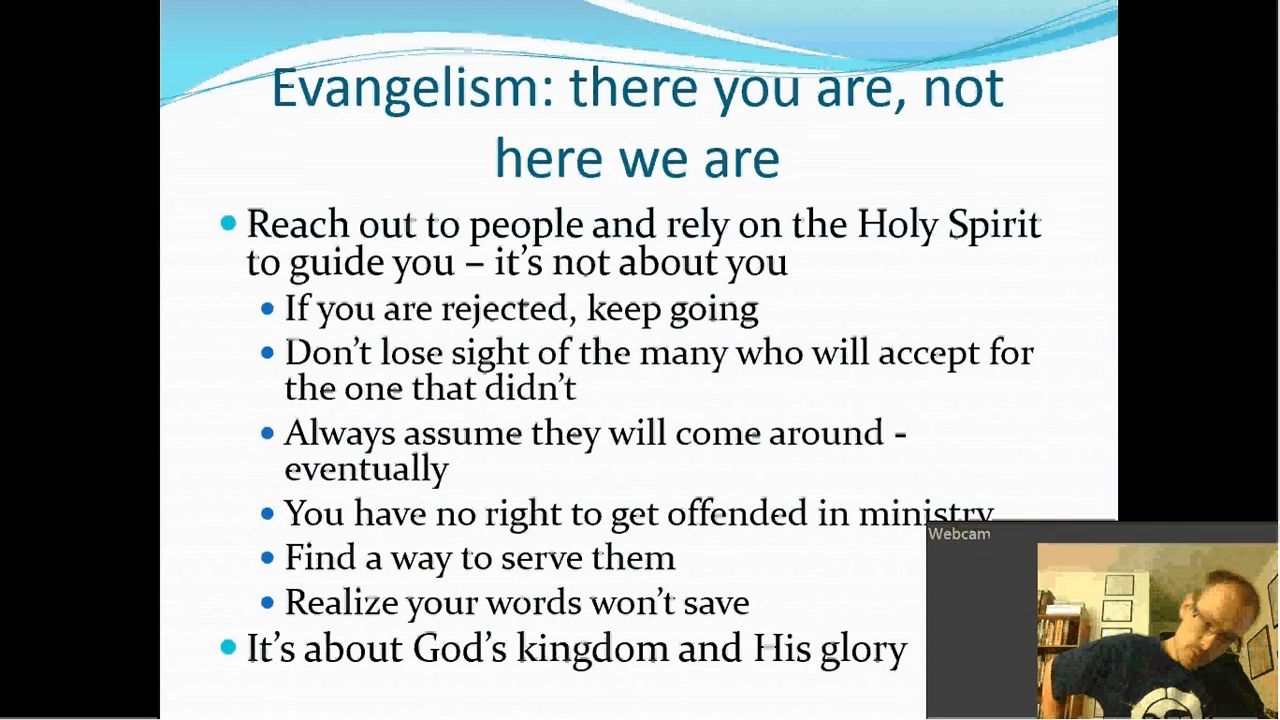 Evangelism: there you are, not
here we are
Reach out to people and rely on the Holy Spirit
to guide you – it’s not about you
If you are rejected, keep going
Don’t lose sight of the many who will accept for
the one that didn’t
Always assume they will come around -
eventually
You have no right to get offended in ministry
Find a way to serve them
Realize your words won’t save
It’s about God’s kingdom and His glory
Webcam